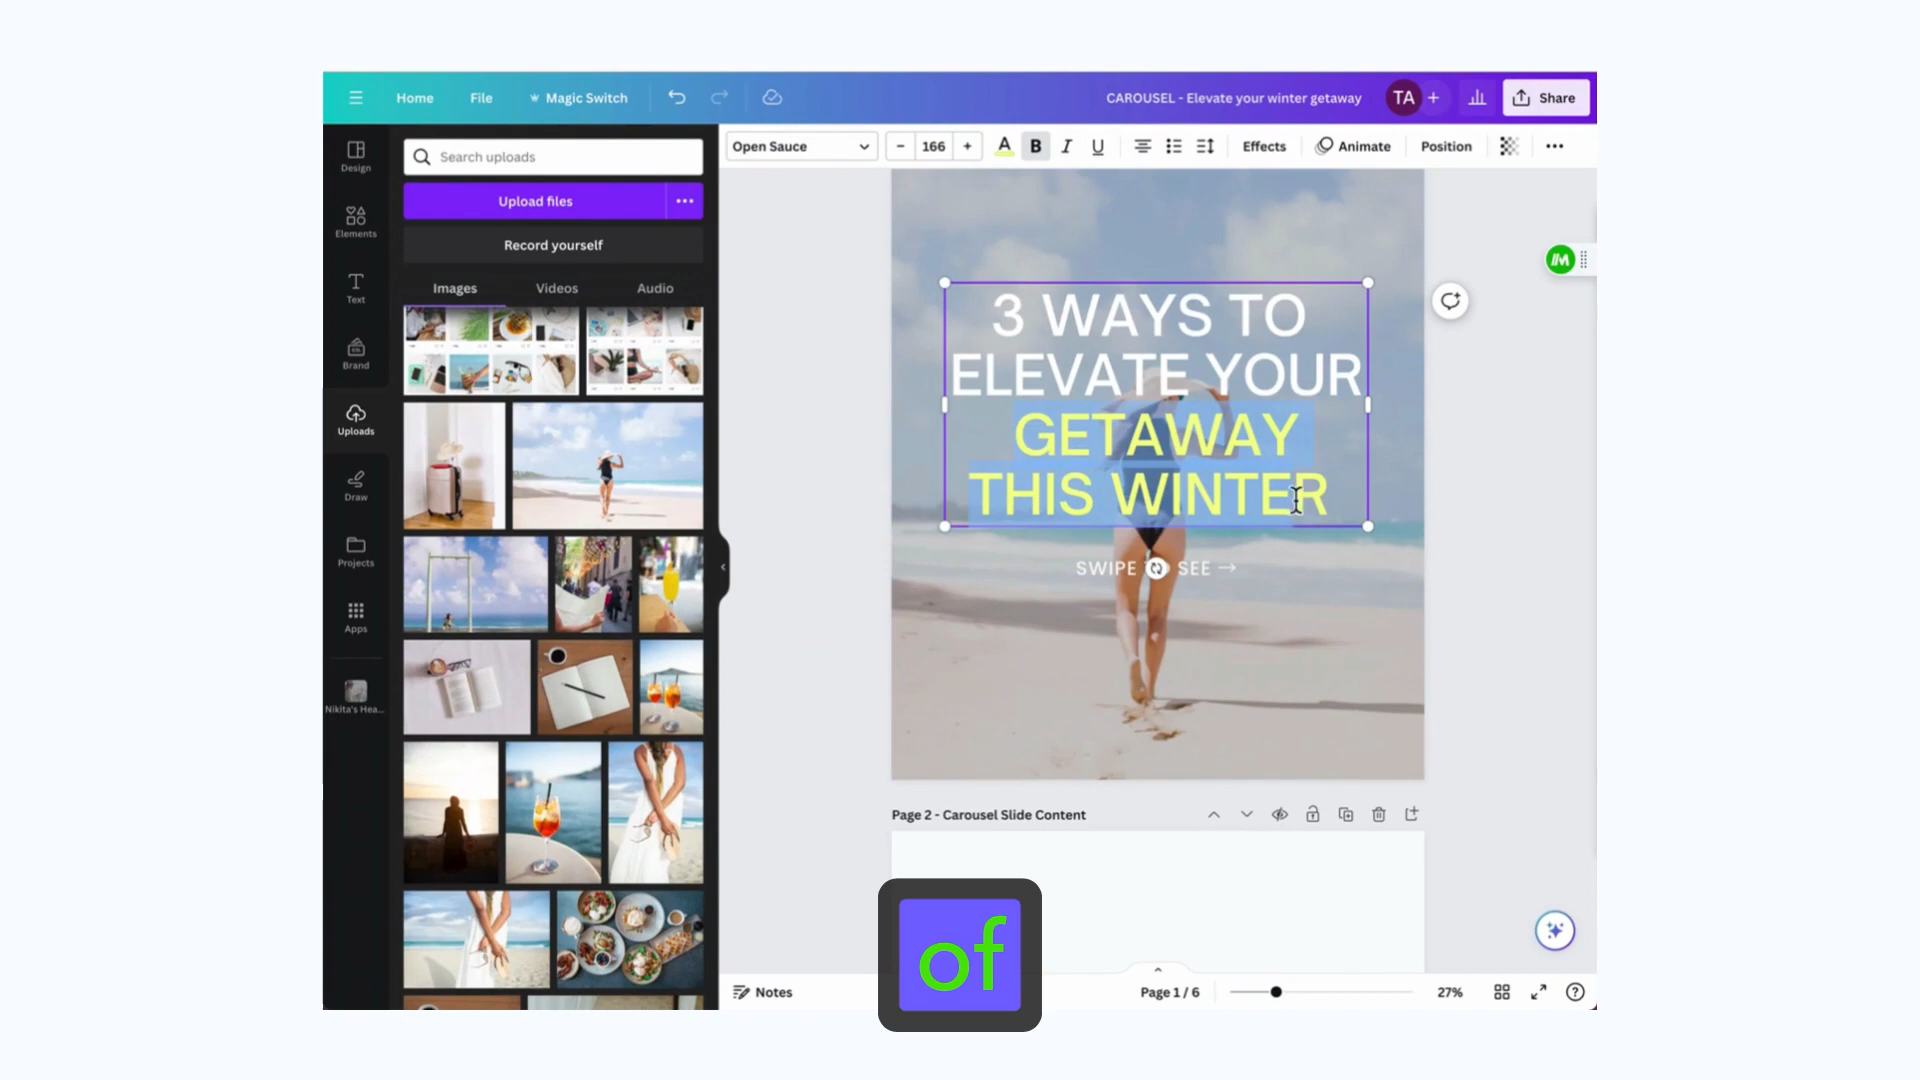 Home
File
Magic Switch
CAROUSEL - Elevate your winter getaway
TA
+
Share
Design
Elements
Text
Brand
Uploads
Draw
Projects
Apps
Nikita's Hea...
Search uploads
Upload files
Record yourself
Images
Videos
Audio
Open Sauce
– 166 +
A
B
I
U
Effects
Animate
Position
3 WAYS TO
ELEVATE YOUR
GETAWAY
THIS WINTER
SWIPE
SEE →
Page 2 - Carousel Slide Content
of
Notes
Page 1 / 6
27%